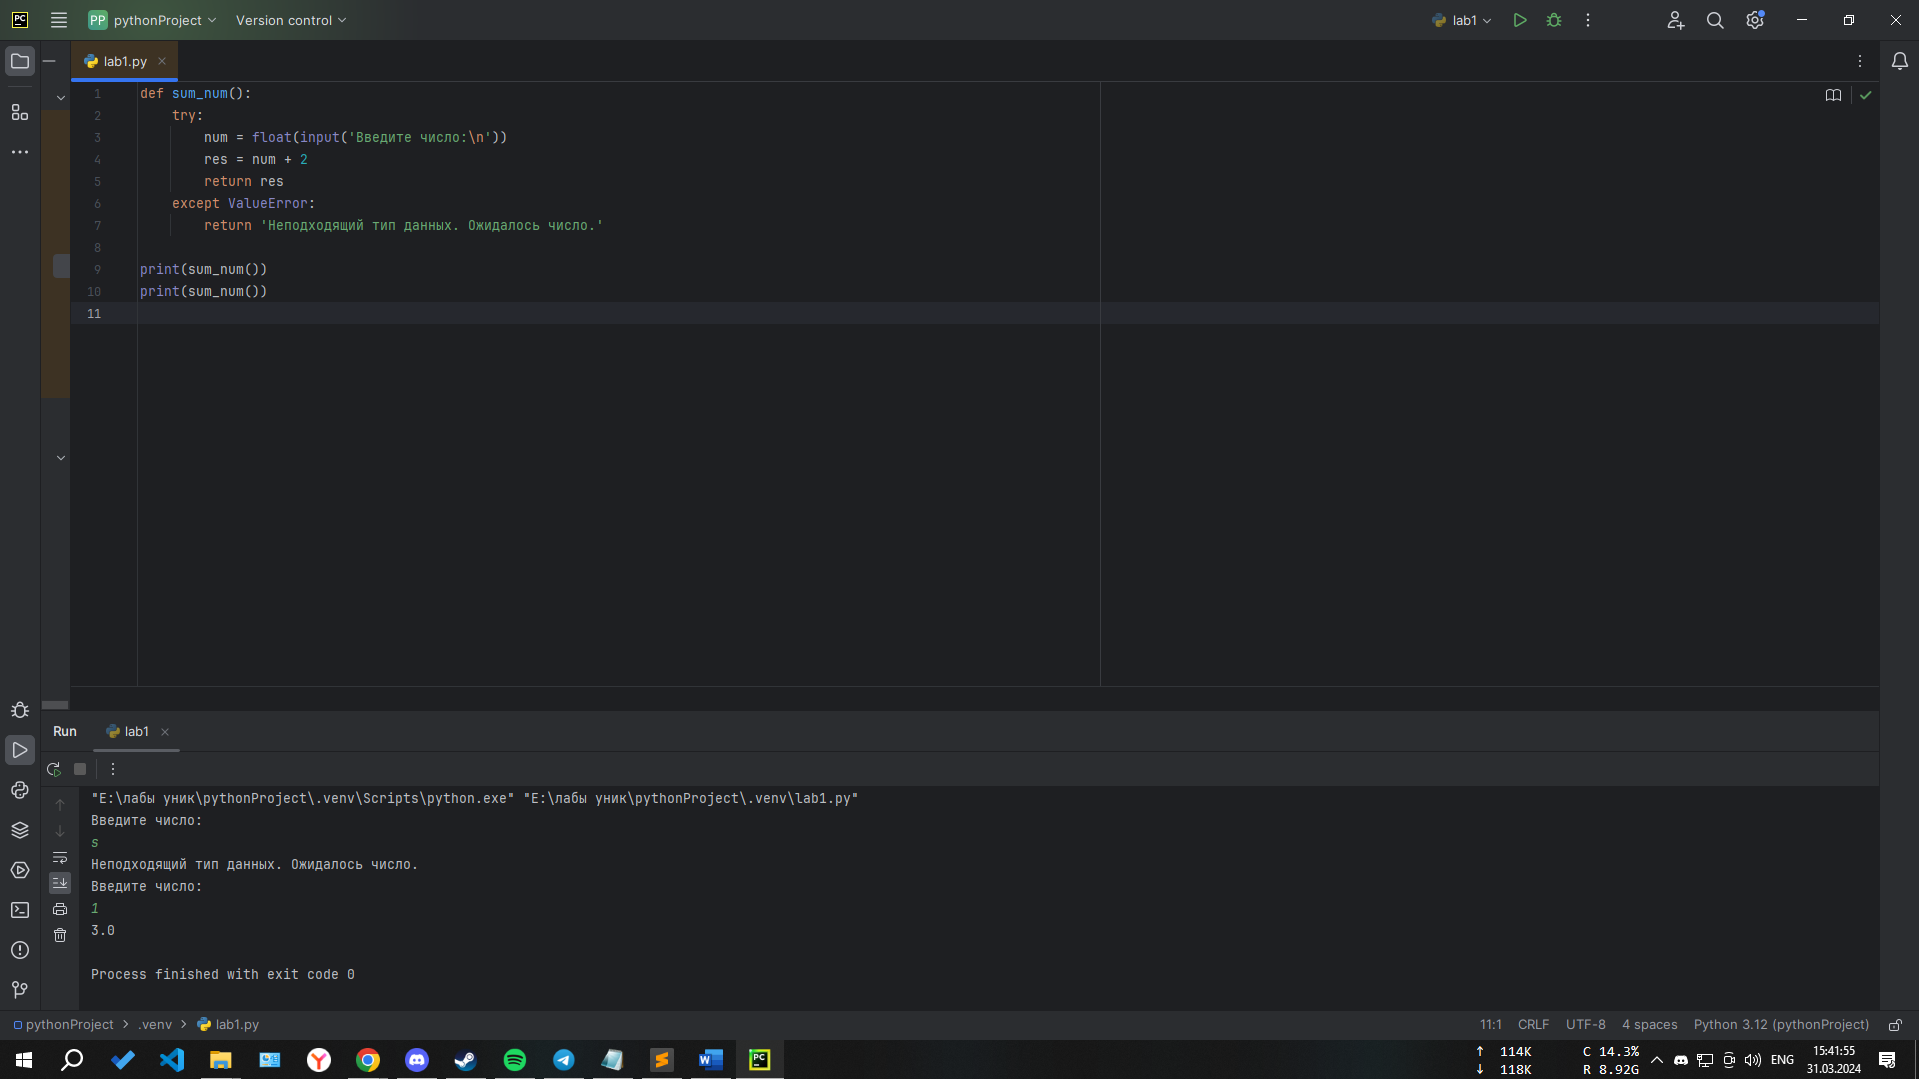 PC PP pythonProject Version control lab1
lab1.py
1 def sum_num():
2     try:
3         num = float(input('Введите число:\n'))
4         res = num + 2
5         return res
6     except ValueError:
7         return 'Неподходящий тип данных. Ожидалось число.'
8
9 print(sum_num())
10 print(sum_num())
11
Run lab1
"E:\лабы уник\pythonProject\.venv\Scripts\python.exe" "E:\лабы уник\pythonProject\.venv\lab1.py"
Введите число:
s
Неподходящий тип данных. Ожидалось число.
Введите число:
1
3.0
Process finished with exit code 0
pythonProject > .venv > lab1.py 11:1 CRLF UTF-8 4 spaces Python 3.12 (pythonProject)
↑ 114K C 14.3% 15:41:55
W PC ENG
↓ 118K R 8.92G 31.03.2024